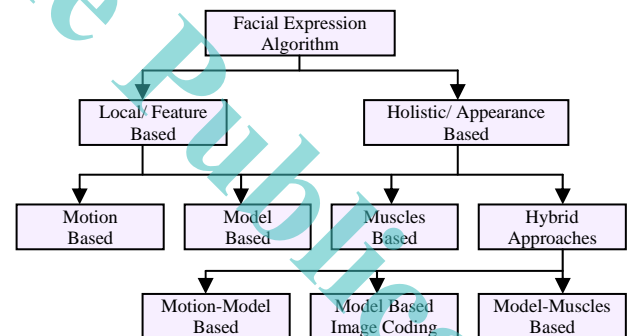 Facial Expression
Algorithm
Local/ Feature
Based
Holistic/ Appearance
Based
Motion
Based
Model
Based
Muscles
Based
Hybrid
Approaches
Motion-Model
Based
Model Based
Image Coding
Model-Muscles
Based